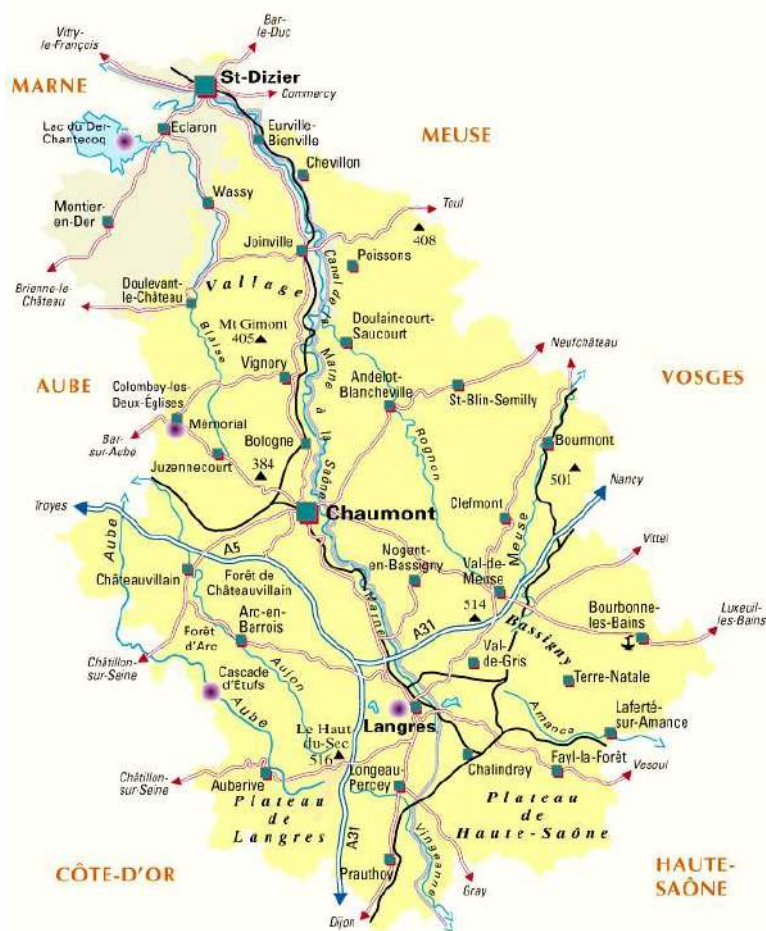 Vitry-
le-François
Bar-
le-Duc
MARNE
St-Dizier
Commercy
Lac du Der-
Chantecoq
Eclaron
Eurville-
Bienville
MEUSE
Chevillon
Wassy
Montier-
en-Der
Toul
408
Joinville
Poissons
Brienne-le-
Château
Doulevant-
le-Château
Vallage
Canal de la Marne à la Saône
Blaise
Mt Gimont
405
Doulaincourt-
Saucourt
Neufchâteau
Vignory
Andelot-
Blancheville
St-Blin-Semilly
AUBE
VOSGES
Colombey-les-
Deux-Églises
Mémorial
Bar-
sur-Aube
Juzennecourt
Bologne
384
Rognon
Bourmont
501
Troyes
Chaumont
Clefmont
Nancy
Aube
A5
Meuse
Vittel
Châteauvillain
Forêt de
Châteauvillain
Nogent-
en-Bassigny
Val-de-
Meuse
514
Bourbonne-
les-Bains
Luxeuil-
les-Bains
Marne
A31
Bassigny
Arc-en-
Barrois
Forêt
d'Arc
Châtillon-
sur-Seine
Aujon
Val-
de-Gris
Terre-Natale
Cascade
d'Etufs
Aube
Langres
Amance
Laferté-
sur-Amance
Le Haut
du-Sec
516
Châtillon-
sur-Seine
Auberive
Longeau-
Percey
Chalindrey
Fayl-la-Forêt
Vesoul
Plateau
de
Langres
A31
Plateau
de
Haute-Saône
Vingeanne
CÔTE-D'OR
Prauthoy
Gray
HAUTE-
SAÔNE
Dijon